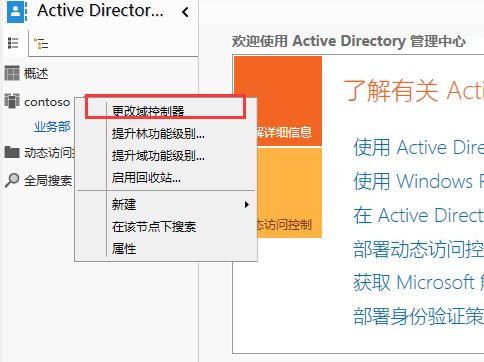 Active Director...
欢迎使用 Active Directory 管理中心
概述
contoso
业务部
动态访问
全局搜索
更改域控制器
提升林功能级别...
提升域功能级别...
启用回收站...
新建
在该节点下搜索
属性
解详细信息
态访问控制
了解有关 Acti
使用 Active Dire
使用 Windows P
在 Active Direct
部署动态访问控
获取 Microsoft 解
部署身份验证策